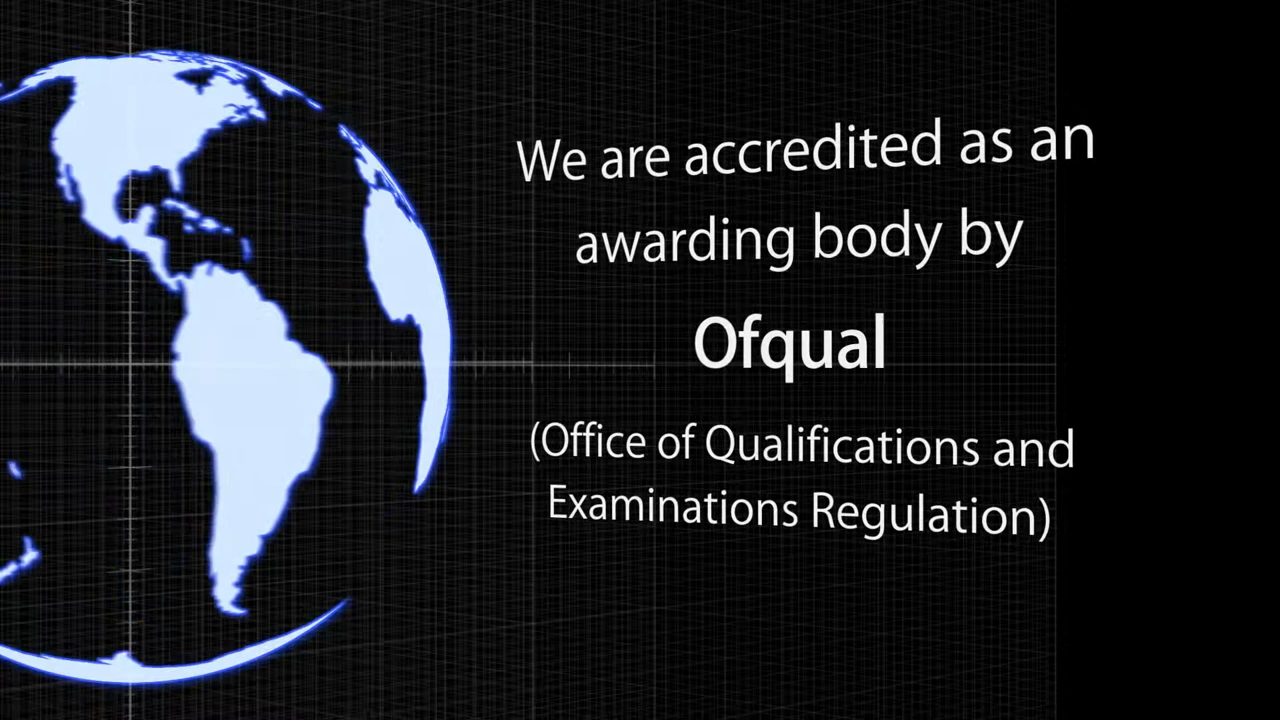 We are accredited as an
awarding body by
Ofqual
(Office of Qualifications and
Examinations Regulation)